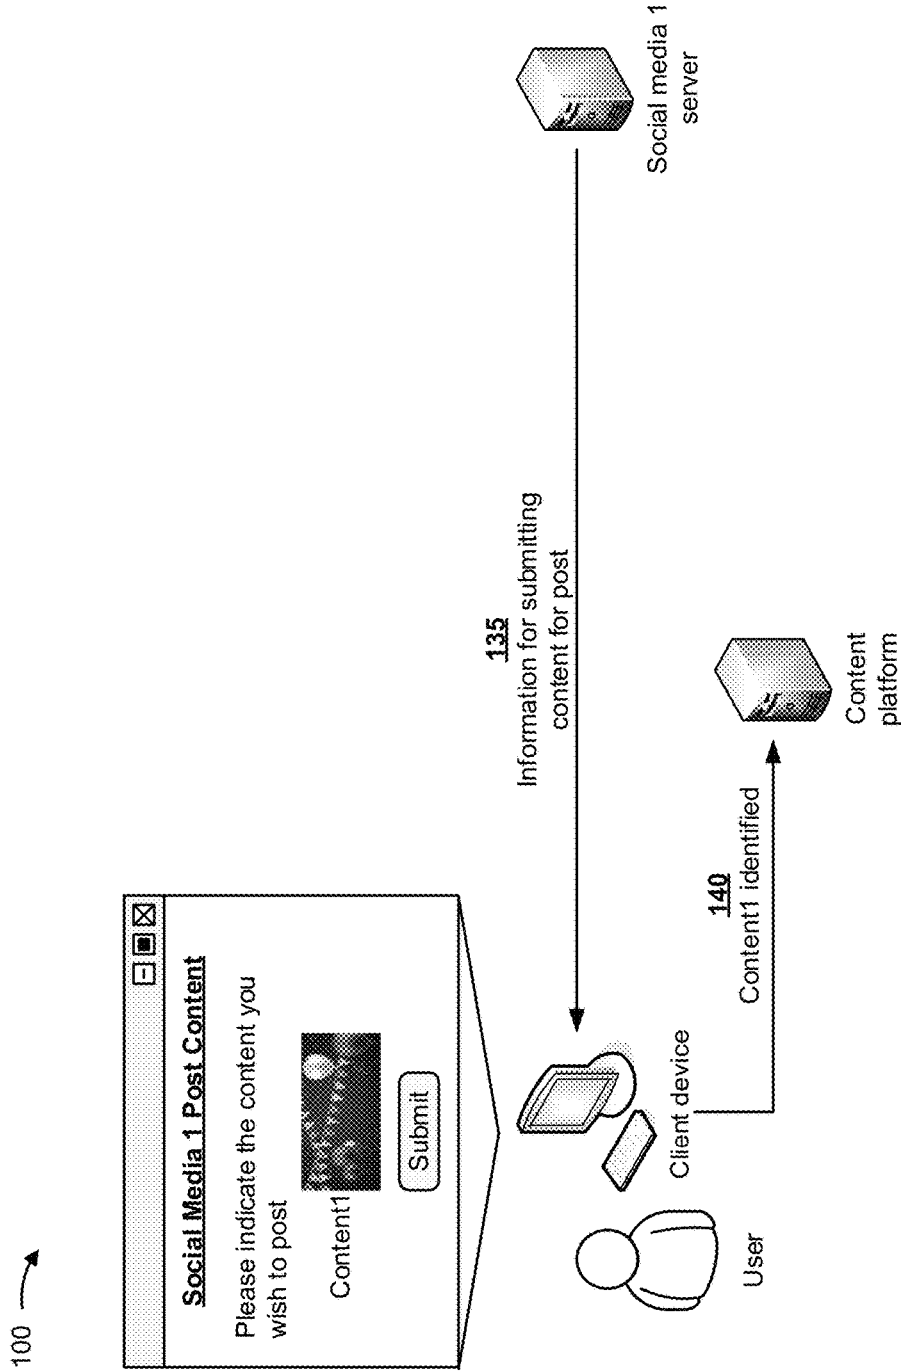 100
Social Media 1 Post Content
Please indicate the content you
wish to post
Content1
Submit
User
Client device
135
Information for submitting
content for post
140
Content1 identified
Content
platform
Social media 1
server